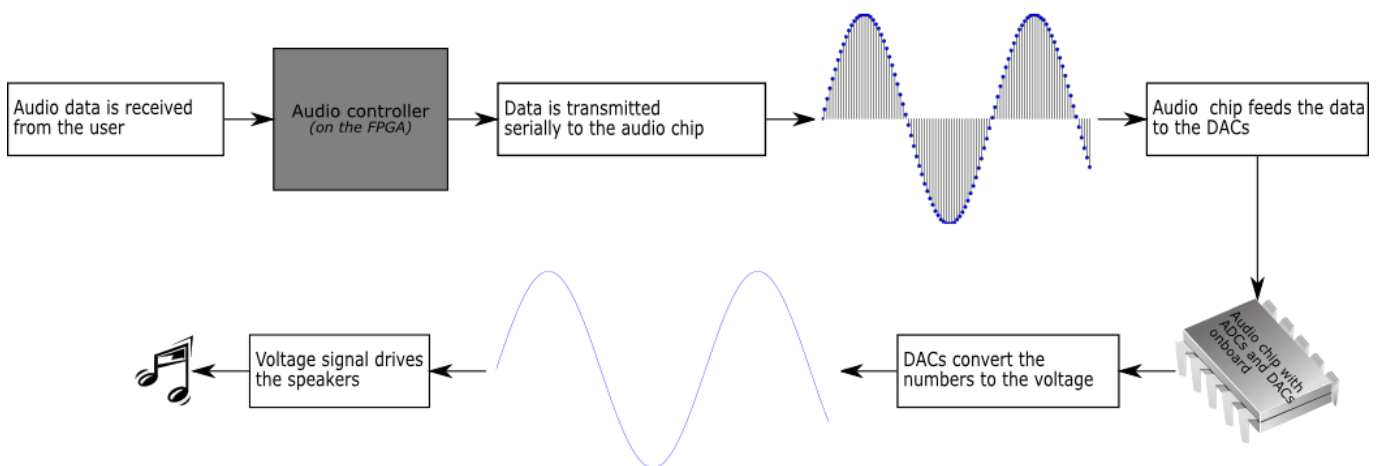 Audio data is received
from the user
Audio controller
(on the FPGA)
Data is transmitted
serially to the audio chip
Audio  chip feeds the data
to the DACs
Audio chip with
ADCs and DACs
onboard
DACs convert the
numbers to the voltage
Voltage signal drives
the speakers